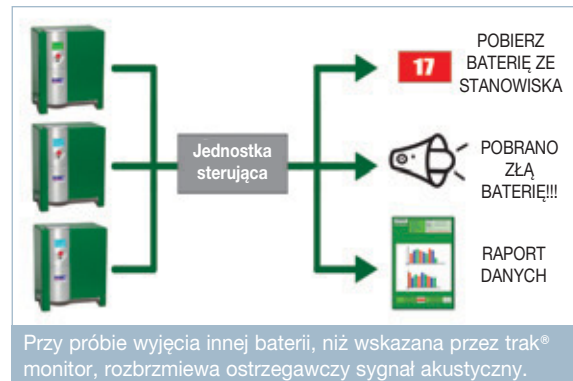 17
POBIERZ
BATERIĘ ZE
STANOWISKA
Jednostka
sterująca
POBRANO
ZŁĄ
BATERIĘ!!!
RAPORT
DANYCH
Przy próbie wyjęcia innej baterii, niż wskazana przez trak®
monitor, rozbrzmiewa ostrzegawczy sygnał akustyczny.